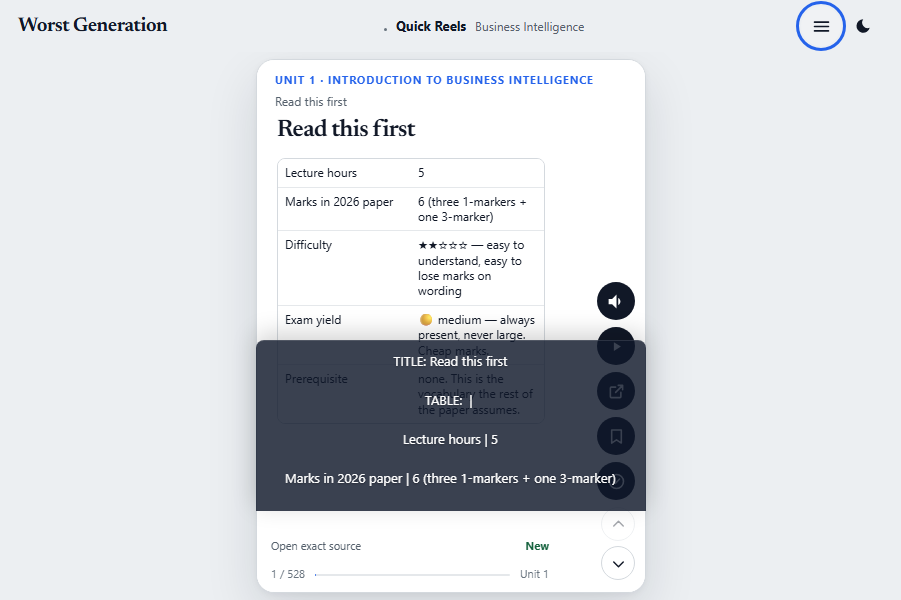 Worst Generation
Quick Reels Business Intelligence
UNIT 1 · INTRODUCTION TO BUSINESS INTELLIGENCE
Read this first
Read this first
Lecture hours 5
Marks in 2026 paper 6 (three 1-markers +
one 3-marker)
Difficulty ★★☆☆☆ — easy to
understand, easy to
lose marks on
wording
Exam yield 🟡 medium — always
present, never large.
Cheap marks.
TITLE: Read this first
Prerequisite none. This is the
vocabulary the rest of
the paper assumes.
TABLE: |
Lecture hours | 5
Marks in 2026 paper | 6 (three 1-markers + one 3-marker)
Open exact source New
1 / 528 Unit 1